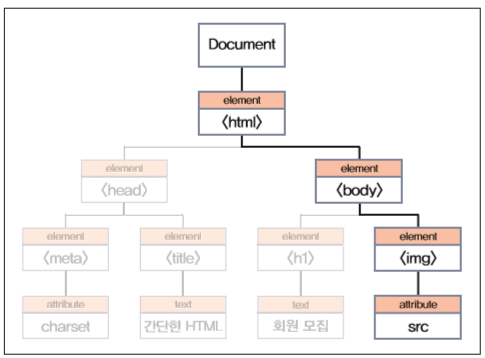 Document
element
〈html〉
element
element
〈head〉
〈body〉
element
element
element
element
〈meta〉
〈title〉
〈h1〉
〈img〉
attribute
text
text
attribute
charset
간단한 HTML
회원 모집
src